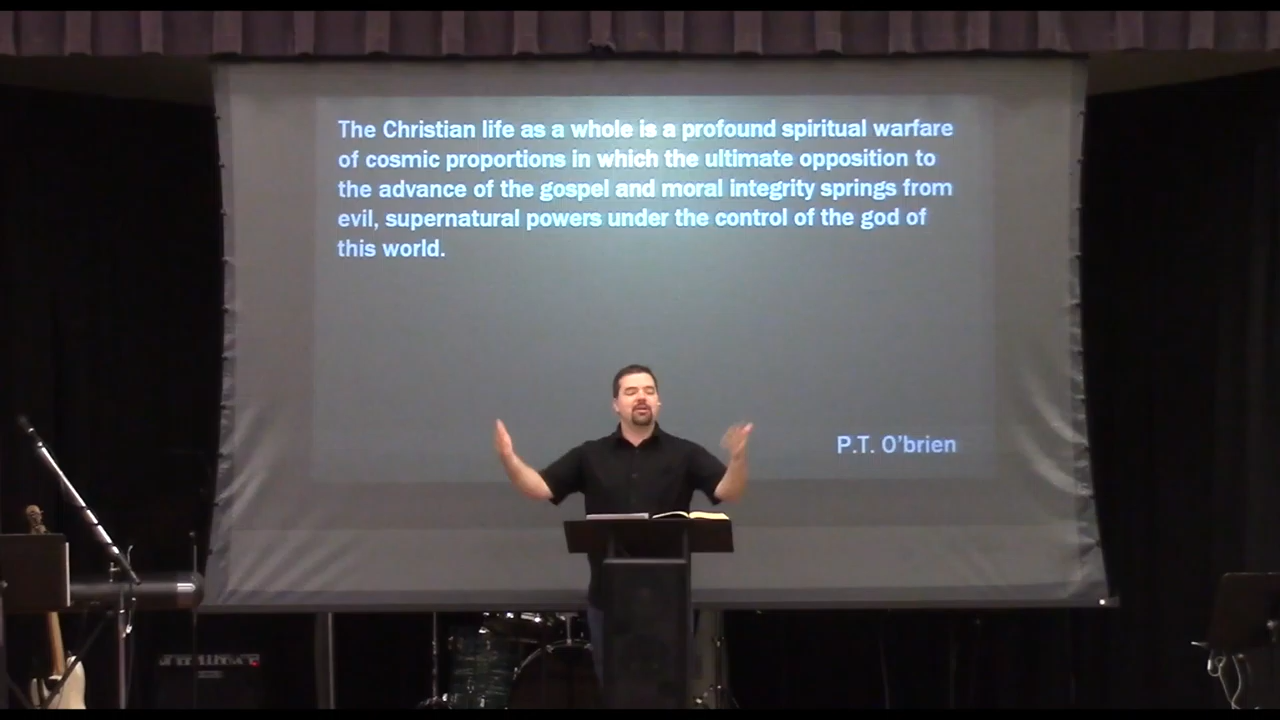 The Christian life as a whole is a profound spiritual warfare
of cosmic proportions in which the ultimate opposition to
the advance of the gospel and moral integrity springs from
evil, supernatural powers under the control of the god of
this world.
P.T. O'brien